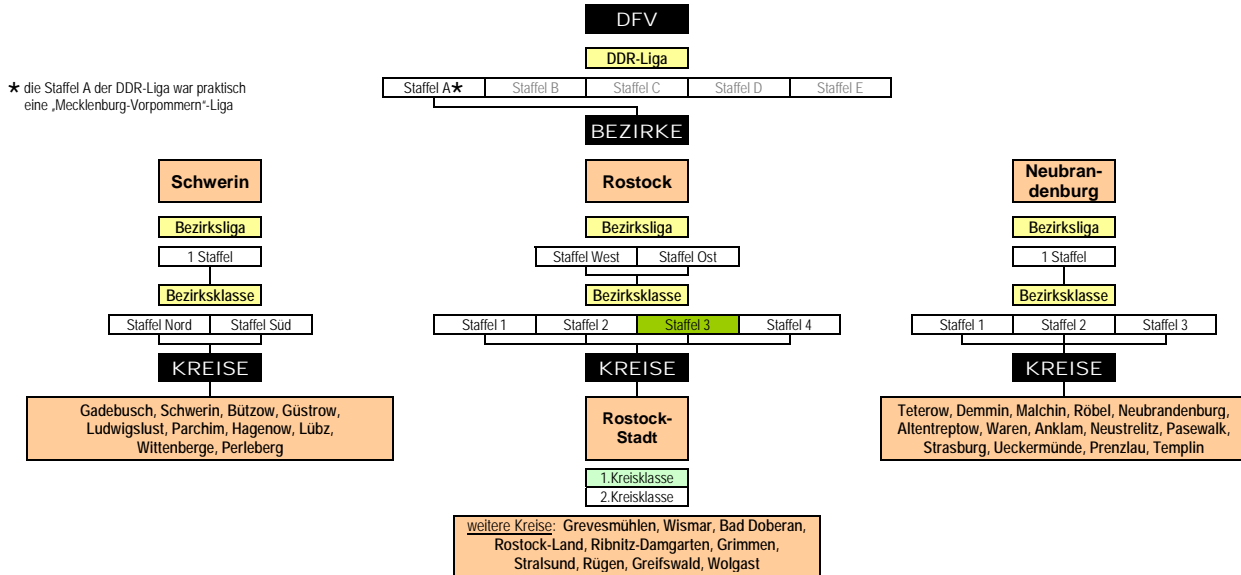 DFV
DDR-Liga
* die Staffel A der DDR-Liga war praktisch
eine „Mecklenburg-Vorpommern“-Liga
Staffel A* Staffel B Staffel C Staffel D Staffel E
BEZIRKE
Schwerin
Rostock
Neubran-
denburg
Bezirksliga Bezirksliga Bezirksliga
1 Staffel Staffel West Staffel Ost 1 Staffel
Bezirksklasse Bezirksklasse Bezirksklasse
Staffel Nord Staffel Süd Staffel 1 Staffel 2 Staffel 3 Staffel 4 Staffel 1 Staffel 2 Staffel 3
KREISE KREISE KREISE
Gadebusch, Schwerin, Bützow, Güstrow,
Ludwigslust, Parchim, Hagenow, Lübz,
Wittenberge, Perleberg
Rostock-
Stadt
Teterow, Demmin, Malchin, Röbel, Neubrandenburg,
Altentreptow, Waren, Anklam, Neustrelitz, Pasewalk,
Strasburg, Ueckermünde, Prenzlau, Templin
1.Kreisklasse
2.Kreisklasse
weitere Kreise: Grevesmühlen, Wismar, Bad Doberan,
Rostock-Land, Ribnitz-Damgarten, Grimmen,
Stralsund, Rügen, Greifswald, Wolgast